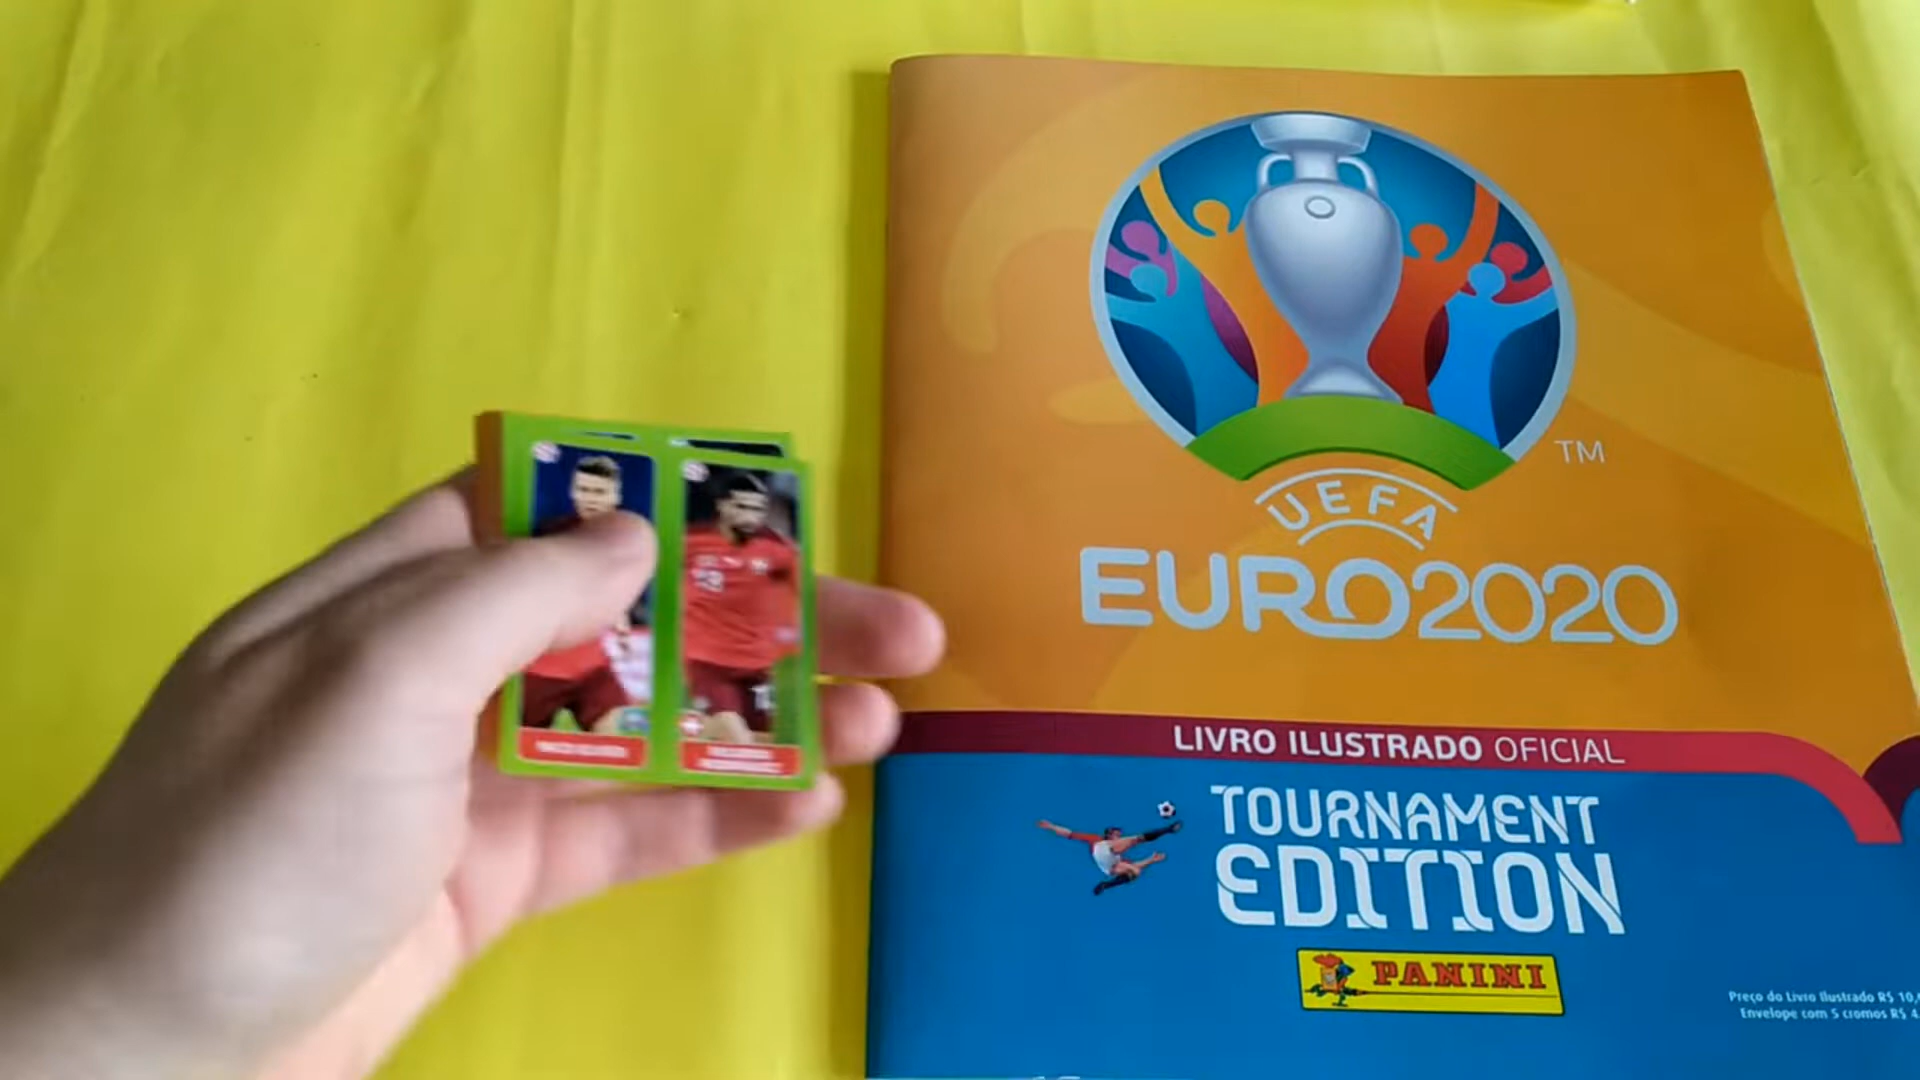 TM
UEFA
EURO2020
LIVRO ILUSTRADO OFICIAL
TOURNAMENT
EDITION
PANINI
Preço do Livro Ilustrado R$ 10,
Envelope com 5 cromos R$ 4.